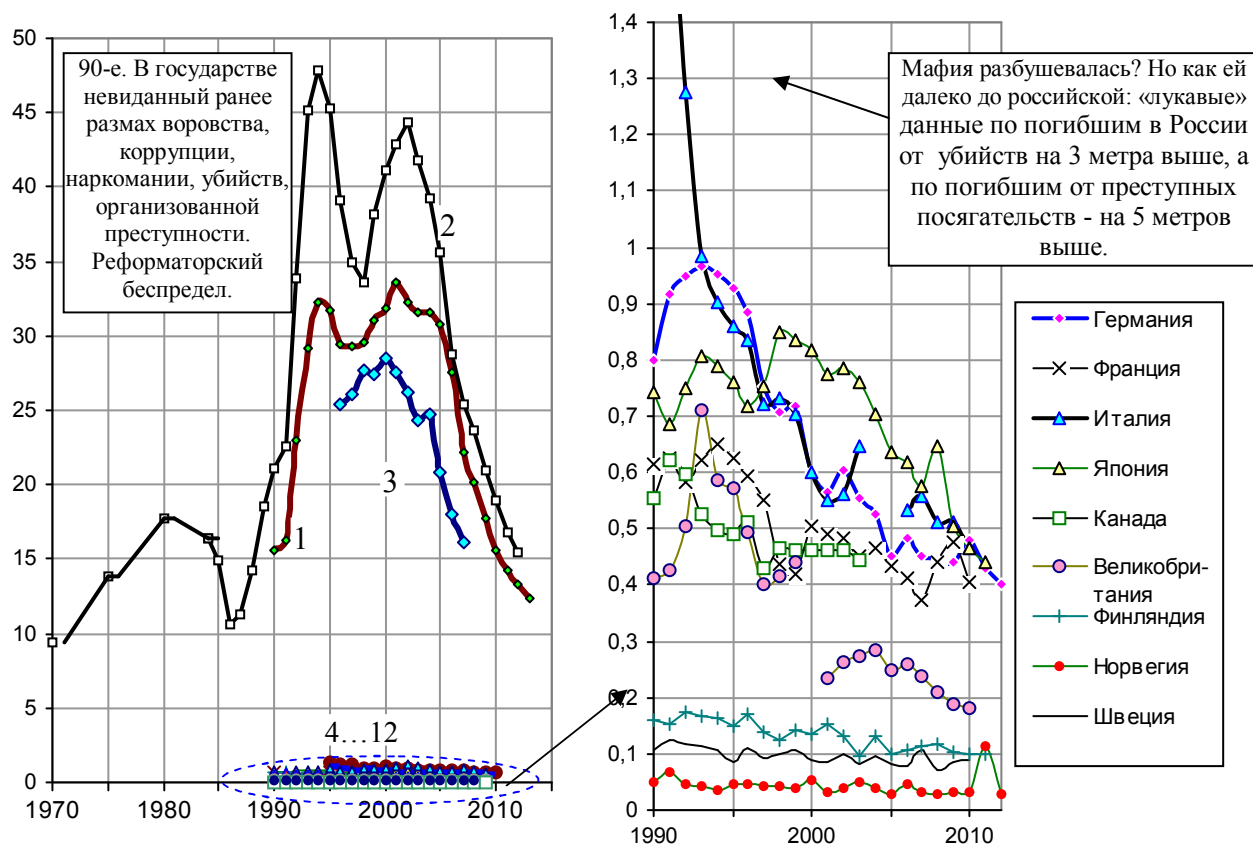 50
45
40
35
30
25
20
15
10
5
0
1970
1980
1990
2000
2010
90-е. В государстве
невиданный ранее
размах воровства,
коррупции,
наркомании, убийств,
организованной
преступности.
Реформаторский
беспредел.
2
1
3
4…12
1,4
1,3
1,2
1,1
1
0,9
0,8
0,7
0,6
0,5
0,4
0,3
0,2
0,1
0
1990
2000
2010
Мафия разбушевалась? Но как ей
далеко до российской: «лукавые»
данные по погибшим в России
от убийств на 3 метра выше, а
по погибшим от преступных
посягательств - на 5 метров
выше.
Германия
Франция
Италия
Япония
Канада
Великобри-
тания
Финляндия
Норвегия
Швеция